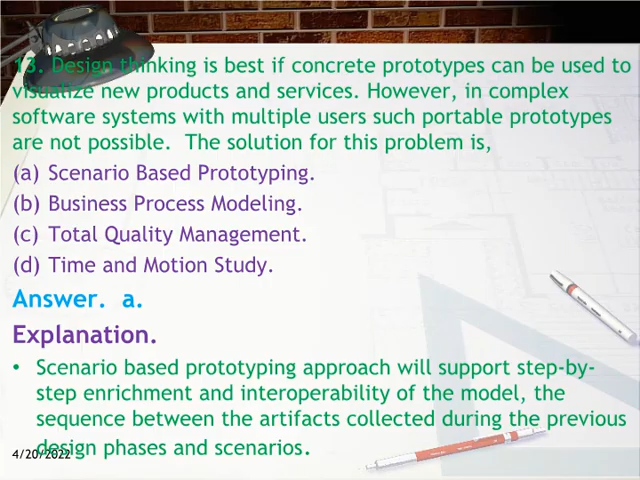 13. Design thinking is best if concrete prototypes can be used to
visualize new products and services. However, in complex
software systems with multiple users such portable prototypes
are not possible. The solution for this problem is,
(a) Scenario Based Prototyping.
(b) Business Process Modeling.
(c) Total Quality Management.
(d) Time and Motion Study.
Answer. a.
Explanation.
• Scenario based prototyping approach will support step-by-
step enrichment and interoperability of the model, the
sequence between the artifacts collected during the previous
design phases and scenarios.
4/20/2022